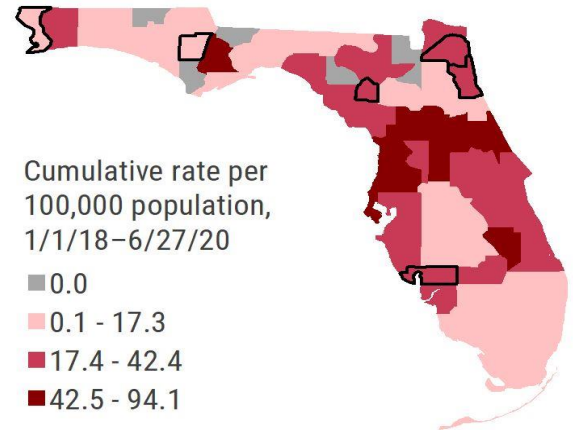 Cumulative rate per
100,000 population,
1/1/18–6/27/20
0.0
0.1 - 17.3
17.4 - 42.4
42.5 - 94.1